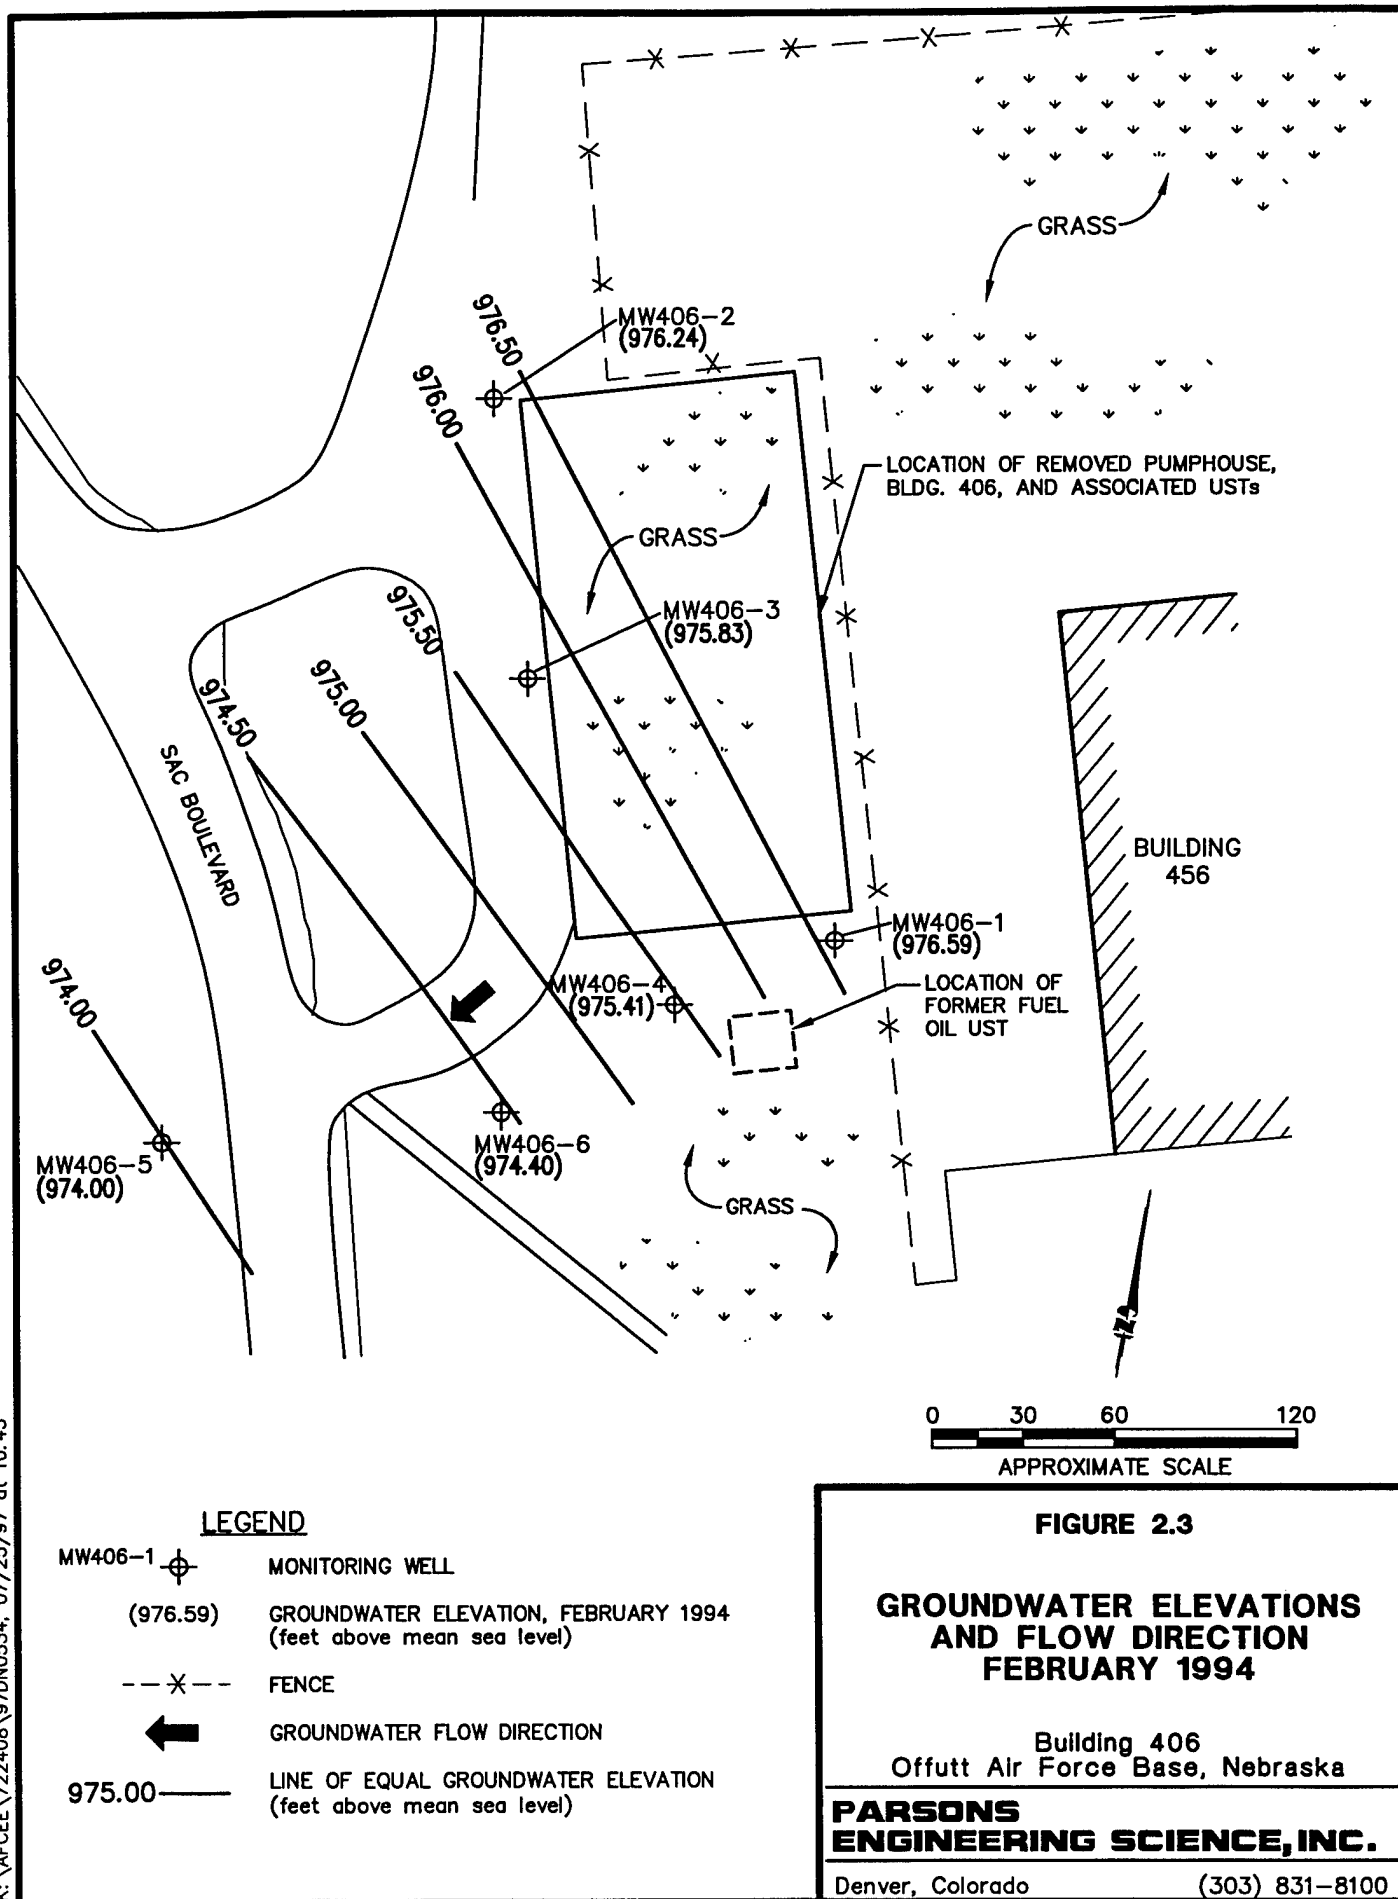 GRASS
976.50
MW406-2
(976.24)
976.00
LOCATION OF REMOVED PUMPHOUSE,
BLDG. 406, AND ASSOCIATED USTs
GRASS
975.50
MW406-3
(975.83)
975.00
974.50
SAC BOULEVARD
BUILDING
456
MW406-1
(976.59)
974.00
MW406-4
(975.41)
LOCATION OF
FORMER FUEL
OIL UST
MW406-5
(974.00)
MW406-6
(974.40)
GRASS
0 30 60 120
APPROXIMATE SCALE
LEGEND
MW406-1
MONITORING WELL
(976.59)
GROUNDWATER ELEVATION, FEBRUARY 1994
(feet above mean sea level)
FENCE
GROUNDWATER FLOW DIRECTION
975.00
LINE OF EQUAL GROUNDWATER ELEVATION
(feet above mean sea level)
FIGURE 2.3
GROUNDWATER ELEVATIONS
AND FLOW DIRECTION
FEBRUARY 1994
Building 406
Offutt Air Force Base, Nebraska
PARSONS
ENGINEERING SCIENCE, INC.
Denver, Colorado (303) 831-8100